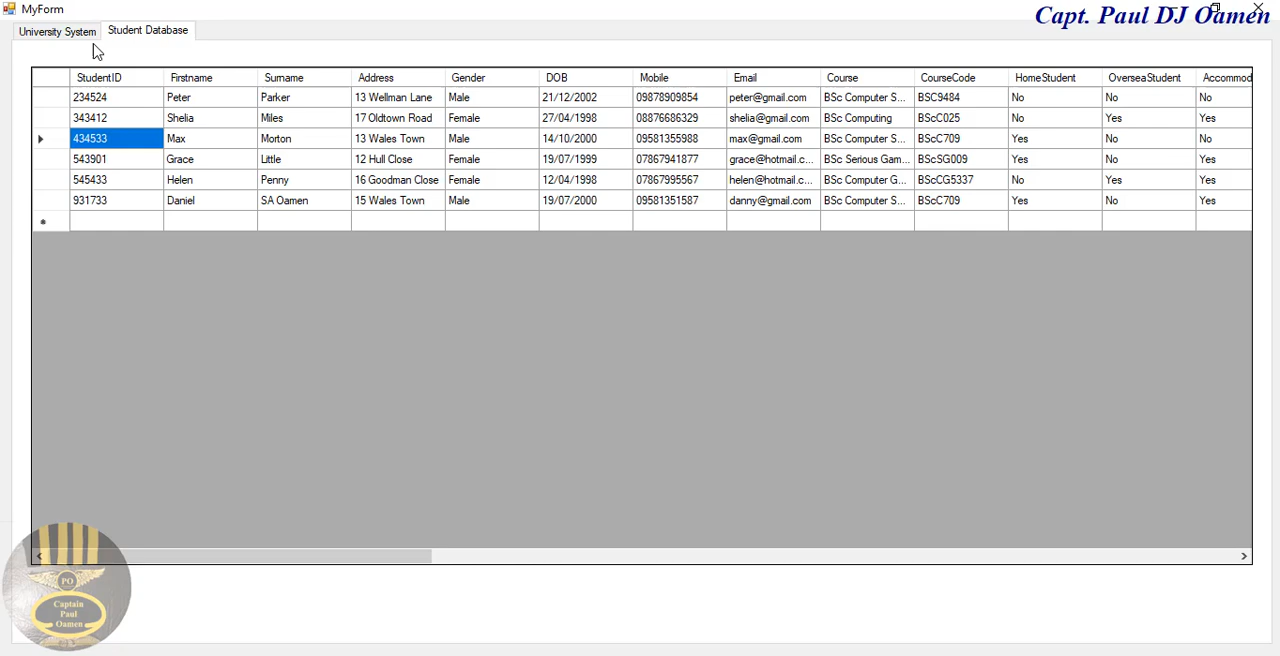 MyForm
Capt. Paul DJ Oamen
University System Student Database
StudentID Firstname Surname Address Gender DOB Mobile Email Course CourseCode HomeStudent OverseaStudent Accommod
234524 Peter Parker 13 Wellman Lane Male 21/12/2002 09878909854 peter@gmail.com BSc Computer S... BSC9484 No No No
343412 Shelia Miles 17 Oldtown Road Female 27/04/1998 08876686329 shelia@gmail.com BSc Computing BScC025 No Yes Yes
434533 Max Morton 13 Wales Town Male 14/10/2000 09581355988 max@gmail.com BSc Computer S... BScC709 Yes No No
543901 Grace Little 12 Hull Close Female 19/07/1999 07867941877 grace@hotmail.c... BSc Serious Gam... BScSG009 Yes No Yes
545433 Helen Penny 16 Goodman Close Female 12/04/1998 07867995567 helen@hotmail.c... BSc Computer G... BScCG5337 No Yes Yes
931733 Daniel SA Oamen 15 Wales Town Male 19/07/2000 09581351587 danny@gmail.com BSc Computer S... BScC709 Yes No Yes
PO
Captain
Paul
Oamen